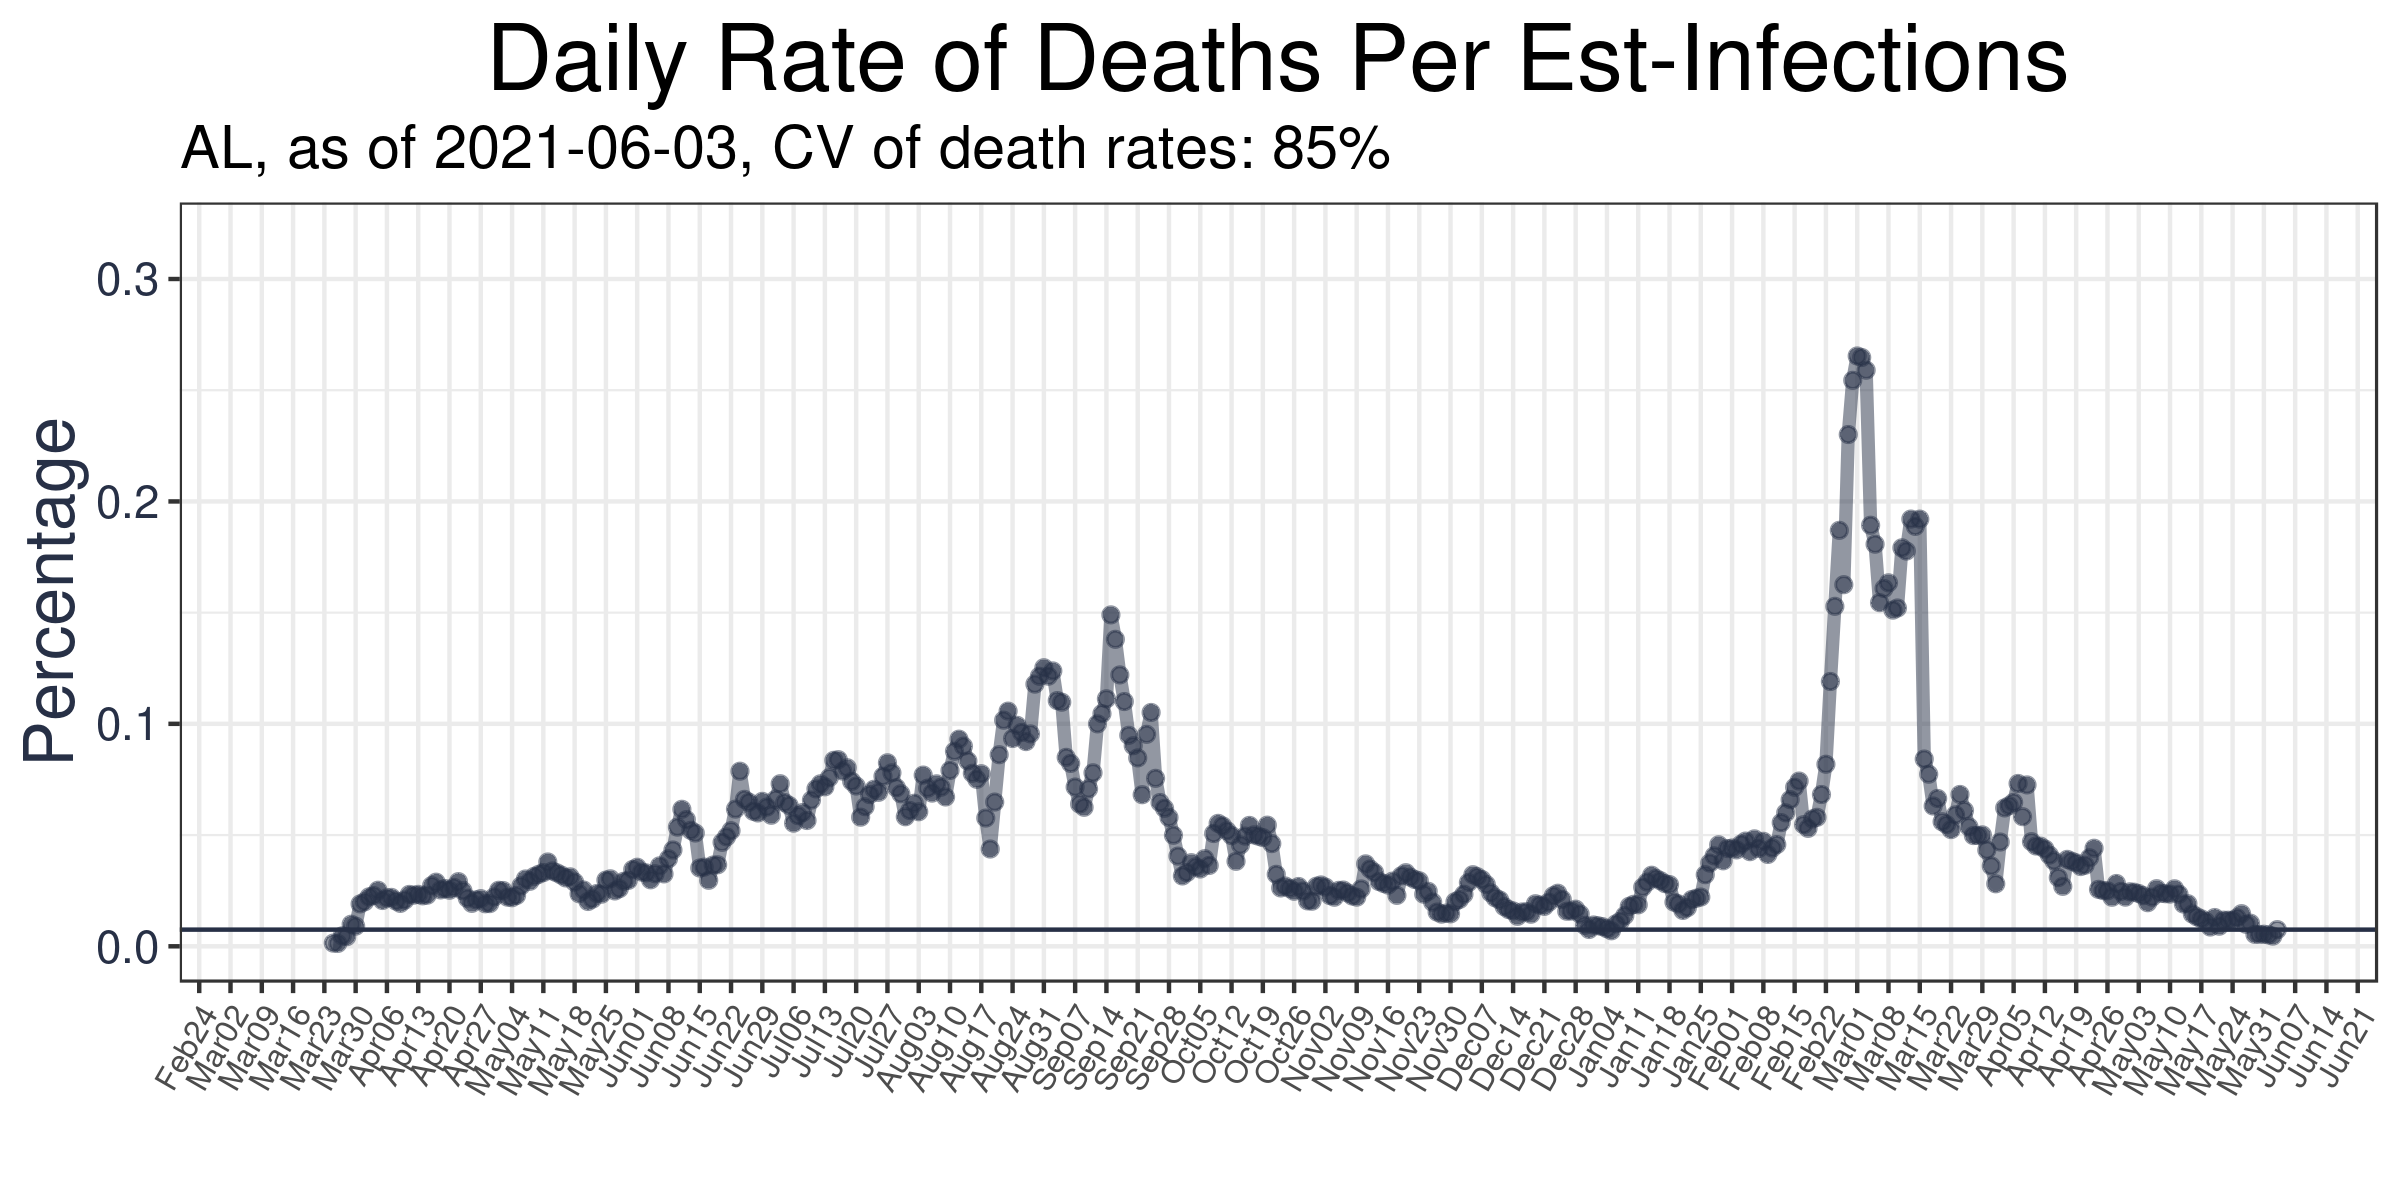 Daily Rate of Deaths Per Est-Infections
AL, as of 2021-06-03, CV of death rates: 85%
Percentage
0.3
0.2
0.1
0.0
Feb24
Mar02
Mar09
Mar16
Mar23
Mar30
Apr06
Apr13
Apr20
Apr27
May04
May11
May18
May25
Jun01
Jun08
Jun15
Jun22
Jun29
Jul06
Jul13
Jul20
Jul27
Aug03
Aug10
Aug17
Aug24
Aug31
Sep07
Sep14
Sep21
Sep28
Oct05
Oct12
Oct19
Oct26
Nov02
Nov09
Nov16
Nov23
Nov30
Dec07
Dec14
Dec21
Dec28
Jan04
Jan11
Jan18
Jan25
Feb01
Feb08
Feb15
Feb22
Mar01
Mar08
Mar15
Mar22
Mar29
Apr05
Apr12
Apr19
Apr26
May03
May10
May17
May24
May31
Jun07
Jun14
Jun21